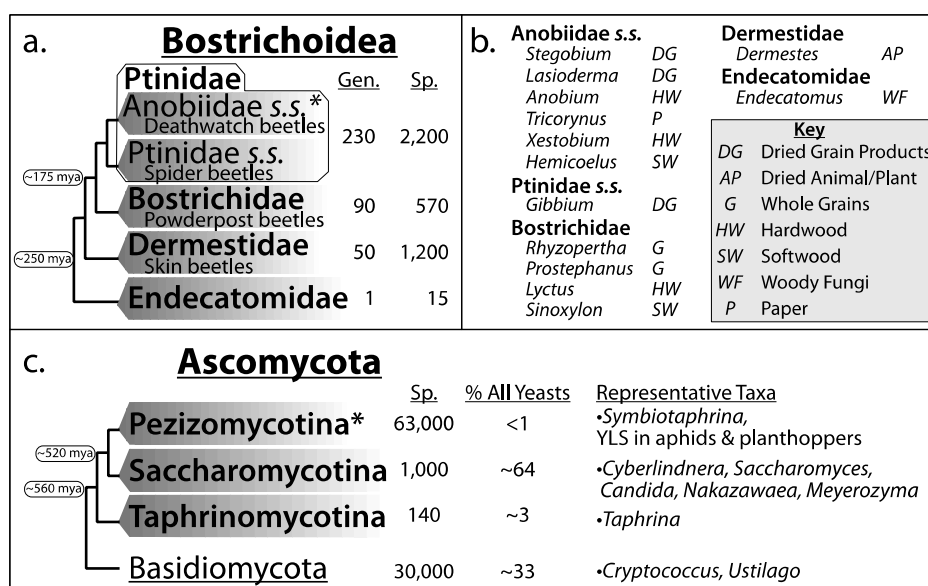 a.
Bostrichoidea
Gen. Sp.
Ptinidae
Anobiidae s.s.*
Deathwatch beetles
230 2,200
Ptinidae s.s.
Spider beetles
~175 mya
Bostrichidae 90 570
Powderpost beetles
Dermestidae 50 1,200
Skin beetles
~250 mya
Endecatomidae 1 15
b.
Anobiidae s.s.
Stegobium DG
Lasioderma DG
Anobium HW
Tricorynus P
Xestobium HW
Hemicoelus SW
Ptinidae s.s.
Gibbium DG
Bostrichidae
Rhyzopertha G
Prostephanus G
Lyctus HW
Sinoxylon SW
Dermestidae
Dermestes AP
Endecatomidae
Endecatomus WF
Key
DG Dried Grain Products
AP Dried Animal/Plant
G Whole Grains
HW Hardwood
SW Softwood
WF Woody Fungi
P Paper
c.
Ascomycota
Sp. % All Yeasts Representative Taxa
Pezizomycotina* 63,000 <1 •Symbiotaphrina,
YLS in aphids & planthoppers
~520 mya
Saccharomycotina 1,000 ~64 •Cyberlindnera, Saccharomyces,
Candida, Nakazawaea, Meyerozyma
~560 mya
Taphrinomycotina 140 ~3 •Taphrina
Basidiomycota 30,000 ~33 •Cryptococcus, Ustilago